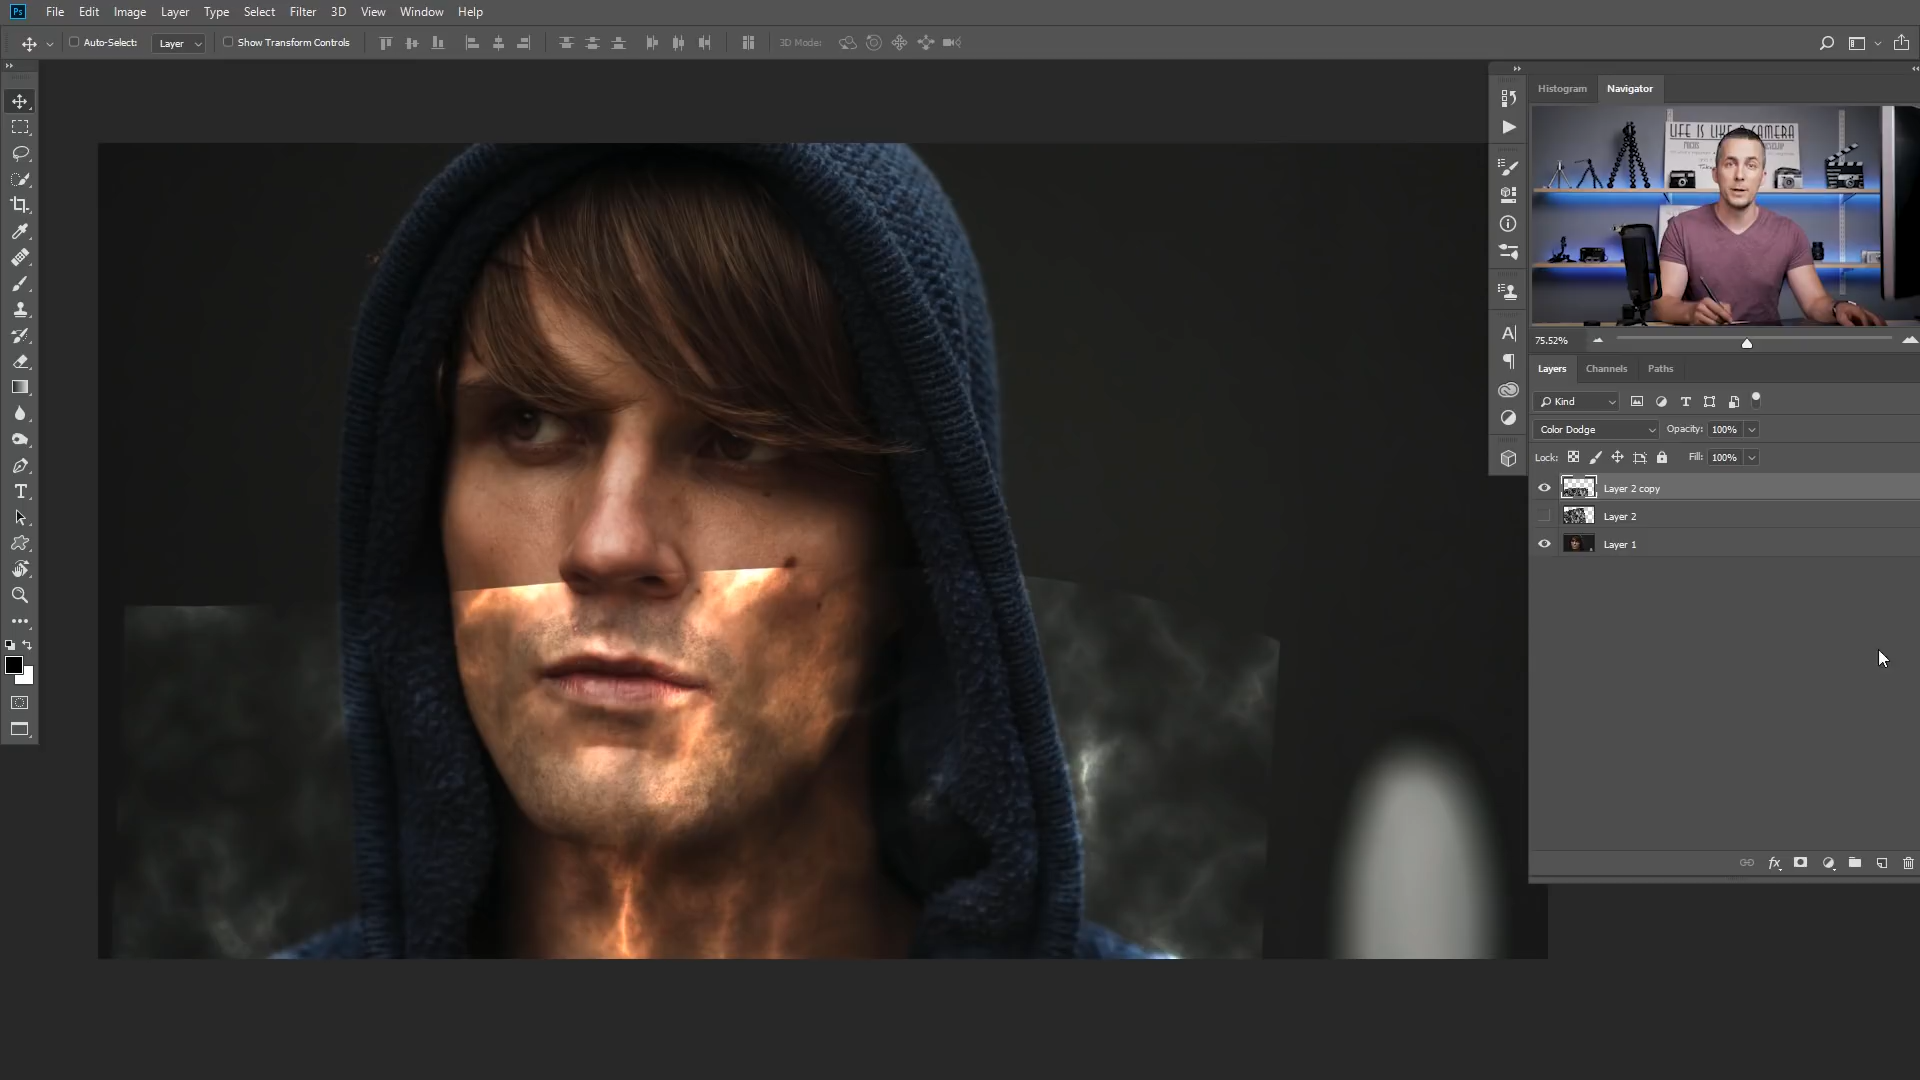 Ps File Edit Image Layer Type Select Filter 3D View Window Help
Auto-Select: Layer Show Transform Controls 3D Mode:
Histogram Navigator
LIFE IS LIKE A CAMERA
75.52%
Layers Channels Paths
Kind
Color Dodge Opacity: 100%
Lock: Fill: 100%
Layer 2 copy
Layer 2
Layer 1